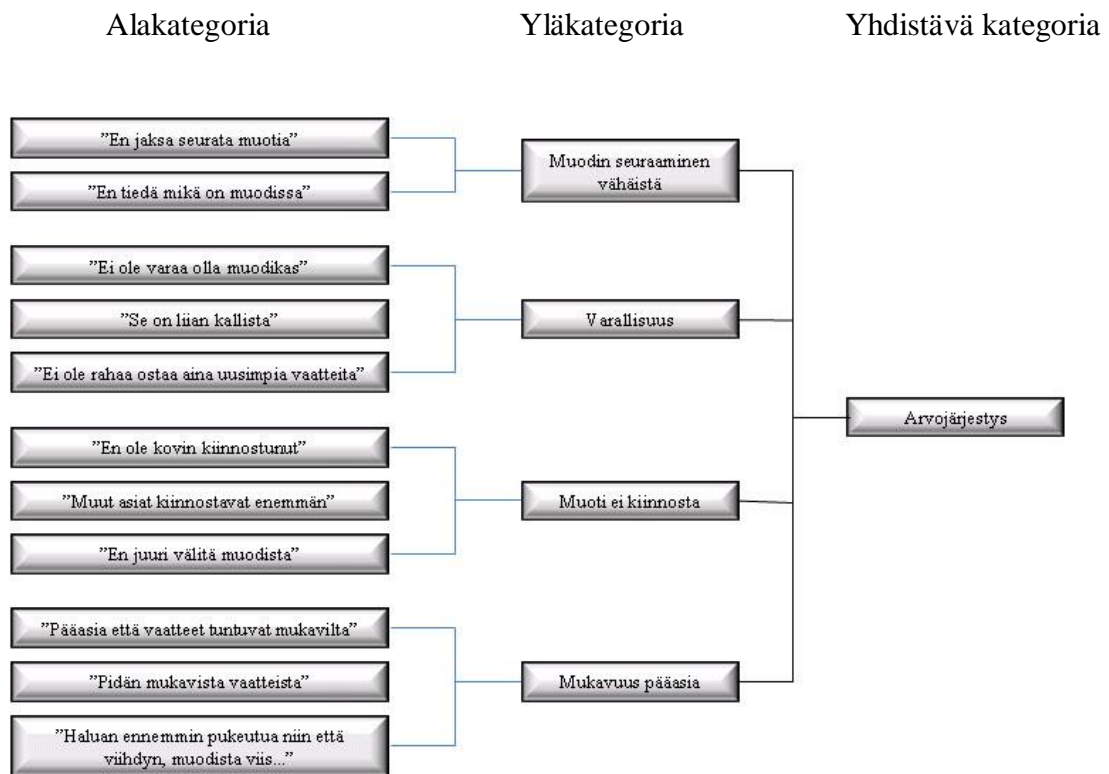 Alakategoria Yläkategoria Yhdistävä kategoria
”En jaksa seurata muotia”
”En tiedä mikä on muodissa”
Muodin seuraaminen
vähäistä
”Ei ole varaa olla muodikas”
”Se on liian kallista”
”Ei ole rahaa ostaa aina uusimpia vaatteita”
Varallisuus
”En ole kovin kiinnostunut”
”Muut asiat kiinnostavat enemmän”
”En juuri välitä muodista”
Muoti ei kiinnosta
”Pääasia että vaatteet tuntuvat mukavilta”
”Pidän mukavista vaatteista”
”Haluan ennemmin pukeutua niin että
viihdyn, muodista viis...”
Mukavuus pääasia
Arvojärjestys